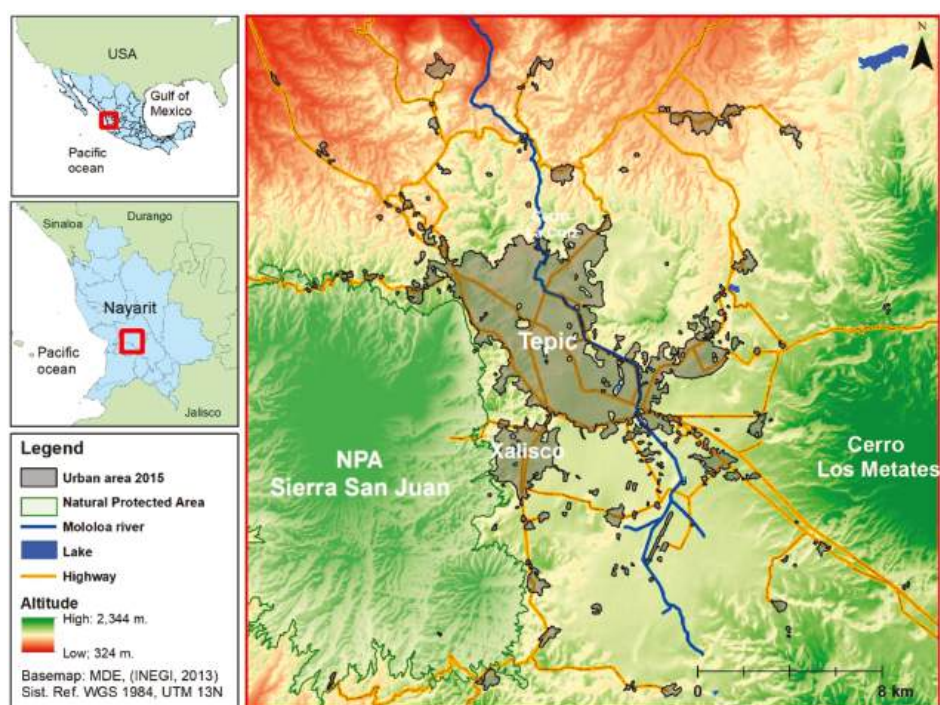 USA
Gulf of
Mexico
Pacific
ocean
Sinaloa
Durango
Nayarit
Pacific
ocean
Jalisco
Legend
Urban area 2015
Natural Protected Area
Mololoa river
Lake
Highway
Altitude
High: 2,344 m.
Low; 324 m.
Basemap: MDE, (INEGI, 2013)
Sist. Ref. WGS 1984, UTM 13N
N
Tepic
Xalisco
NPA
Sierra San Juan
Cerro
Los Metates
0 8 km